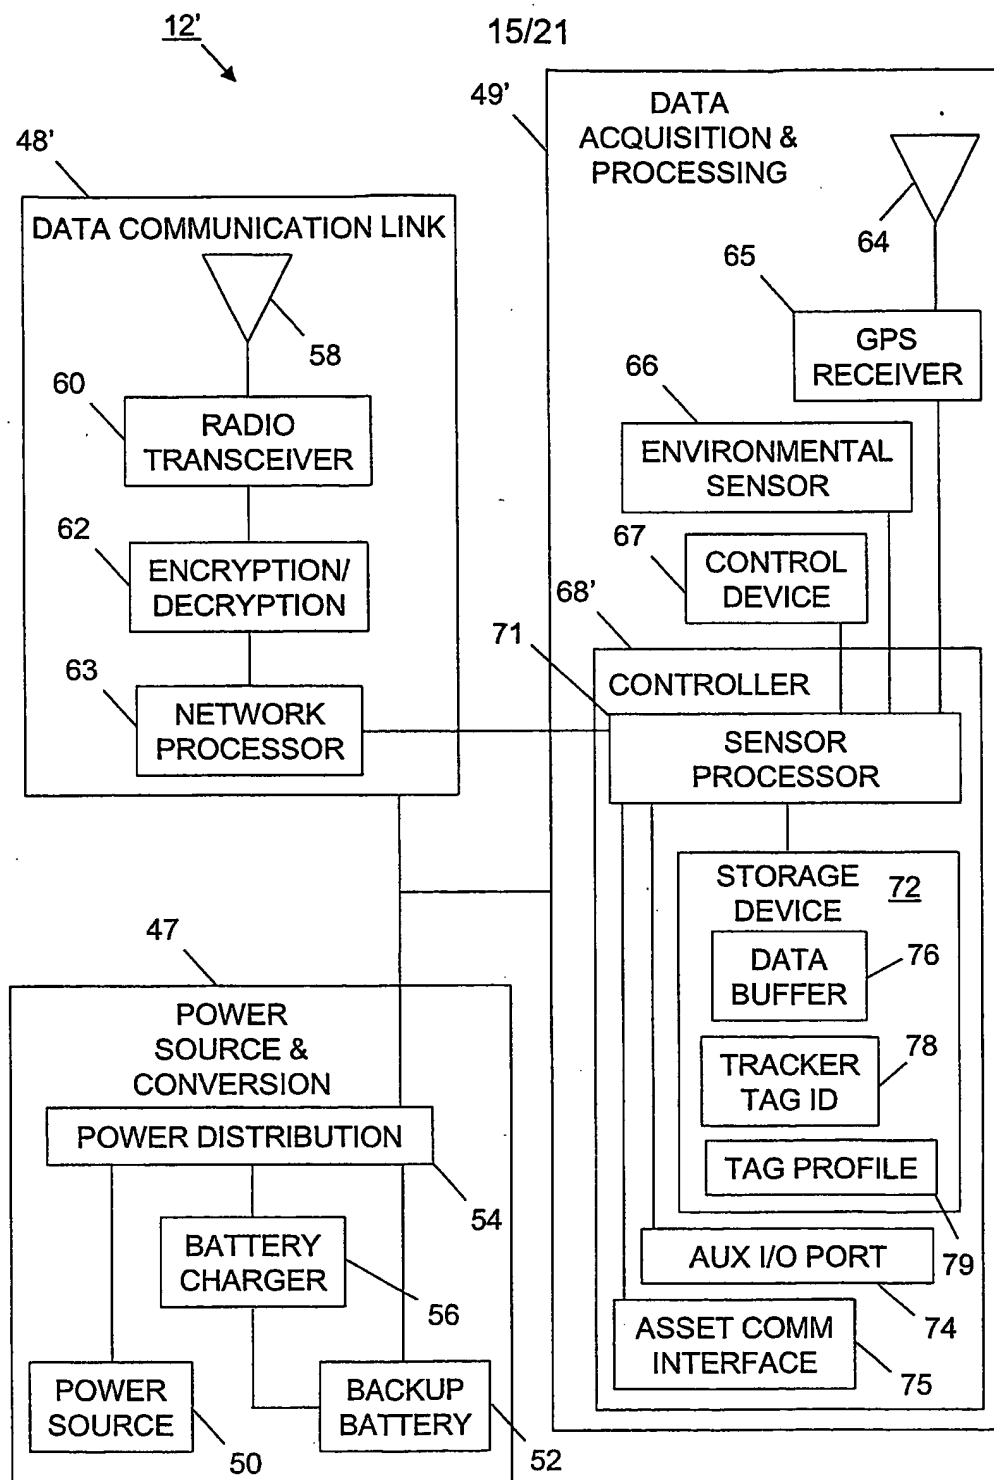 12'
15/21
48'
DATA COMMUNICATION LINK
58
60
RADIO
TRANSCEIVER
62
ENCRYPTION/
DECRYPTION
63
NETWORK
PROCESSOR
49'
DATA
ACQUISITION &
PROCESSING
64
65
GPS
RECEIVER
66
ENVIRONMENTAL
SENSOR
67
CONTROL
DEVICE
68'
71
CONTROLLER
SENSOR
PROCESSOR
STORAGE
DEVICE
72
DATA
BUFFER
76
TRACKER
TAG ID
78
TAG PROFILE
79
AUX I/O PORT
74
ASSET COMM
INTERFACE
75
47
POWER
SOURCE &
CONVERSION
POWER DISTRIBUTION
54
BATTERY
CHARGER
56
POWER
SOURCE
50
BACKUP
BATTERY
52